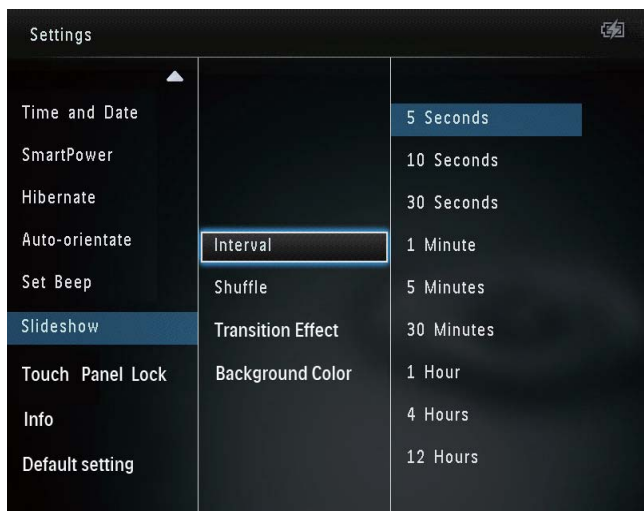 Settings
Time and Date
SmartPower
Hibernate
Auto-orientate
Set Beep
Slideshow
Touch Panel Lock
Info
Default setting
Interval
Shuffle
Transition Effect
Background Color
5 Seconds
10 Seconds
30 Seconds
1 Minute
5 Minutes
30 Minutes
1 Hour
4 Hours
12 Hours